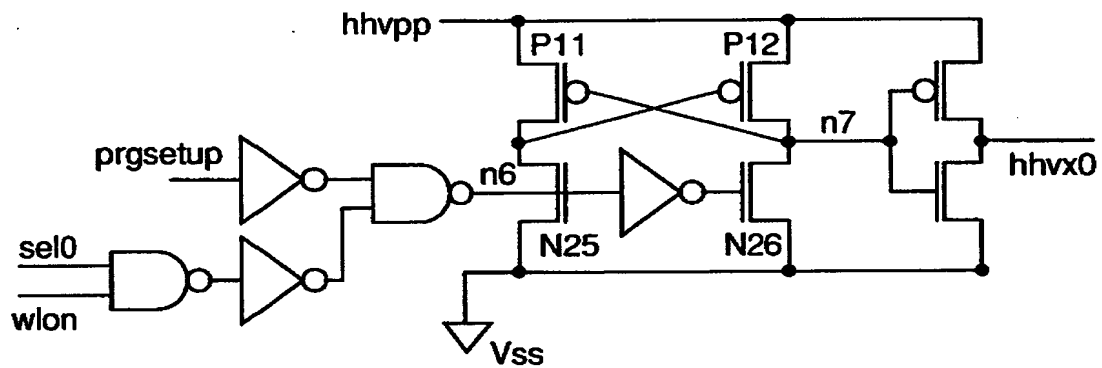 hhvpp
P11
P12
prgsetup
n6
n7
hhvx0
sel0
N25
N26
wlon
Vss